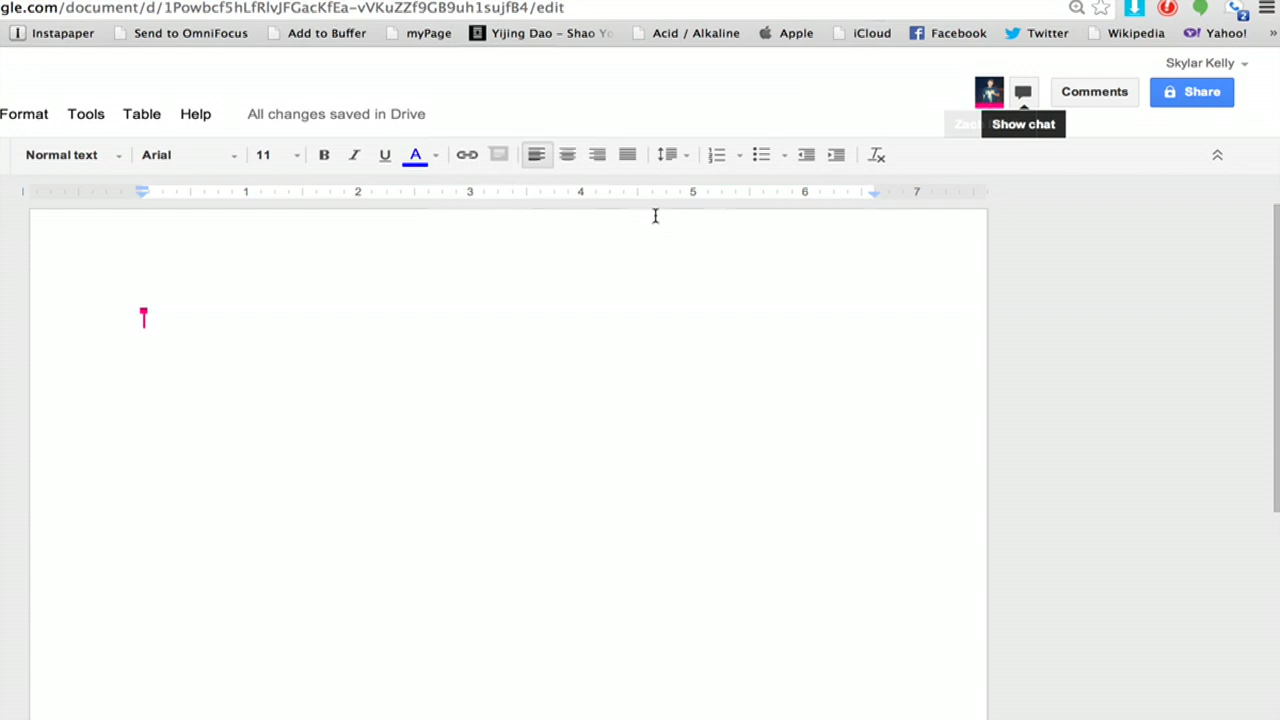 gle.com/document/d/1Powbcf5hLfRlvJFGacKfEa-vVKuZZf9GB9uh1sujfB4/edit
Instapaper Send to OmniFocus Add to Buffer myPage Yijing Dao – Shao Yo Acid / Alkaline Apple iCloud Facebook Twitter Wikipedia Yahoo! »
Skylar Kelly
Comments Share
Format Tools Table Help All changes saved in Drive
Show chat
Normal text Arial 11 B I U A
1 2 3 4 5 6 7